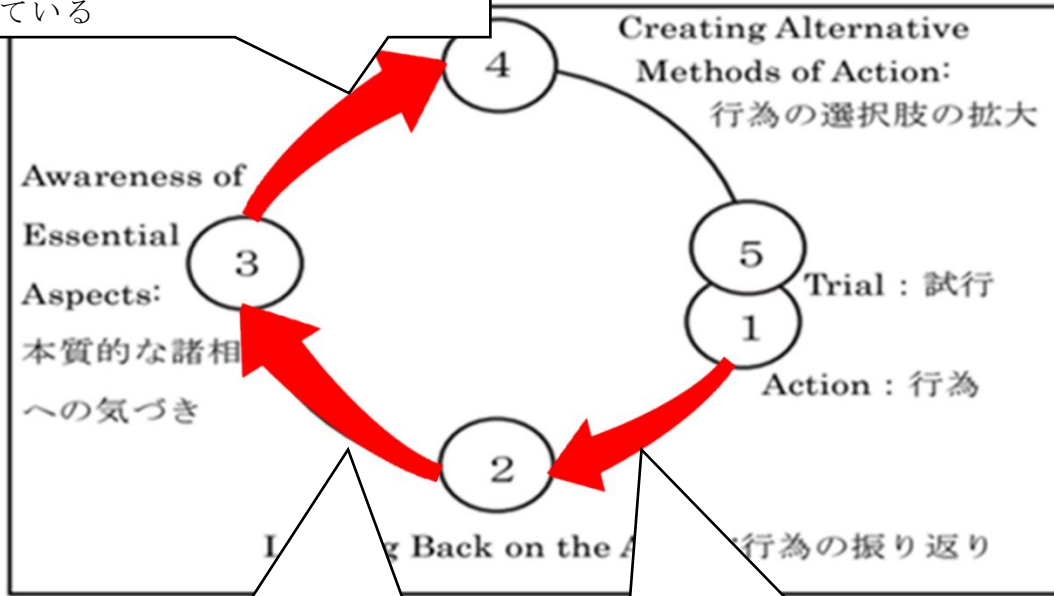 ている
4
Creating Alternative
Methods of Action:
行為の選択肢の拡大
Awareness of
Essential
Aspects:
本質的な諸相
への気づき
3
5
Trial：試行
1
Action：行為
2
Back on the
:行為の振り返り